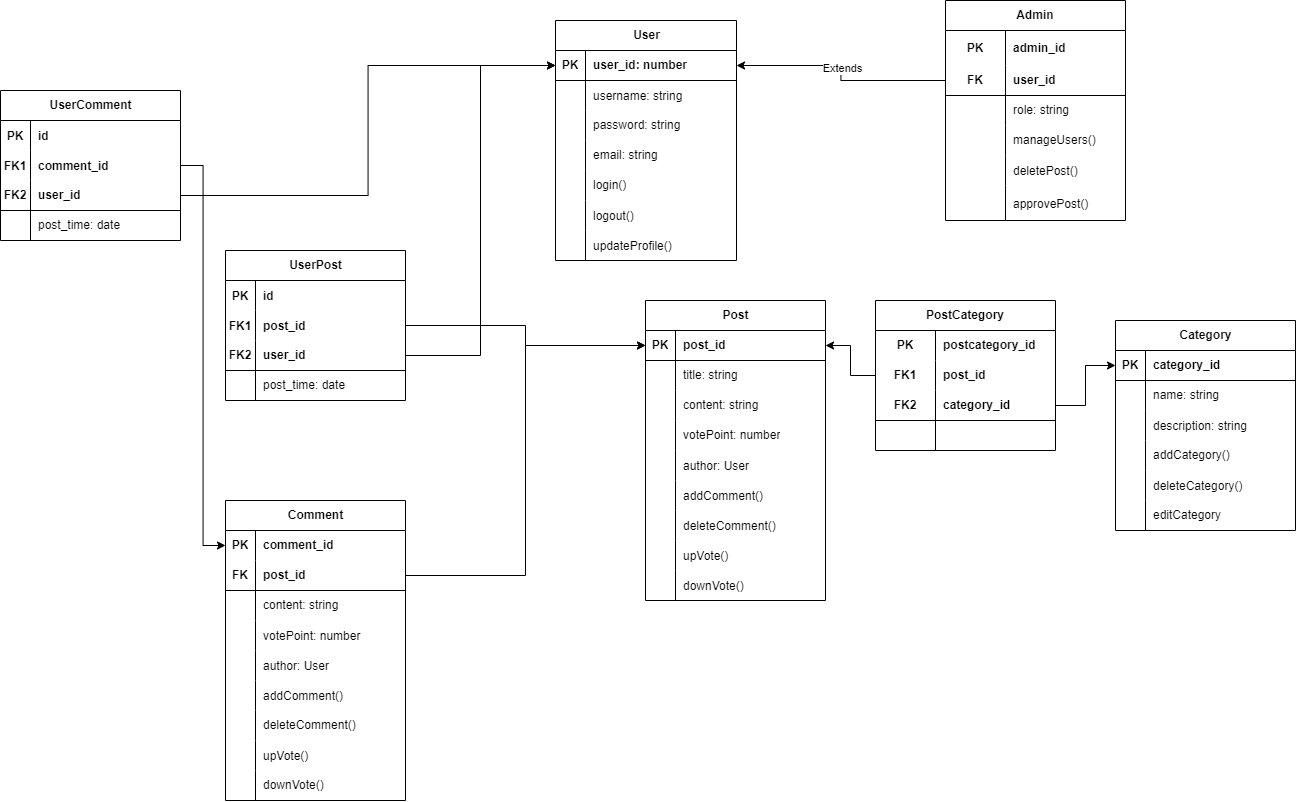 UserComment
PK id
FK1 comment_id
FK2 user_id
post_time: date
User
PK user_id: number
username: string
password: string
email: string
login()
logout()
updateProfile()
Extends
Admin
PK admin_id
FK user_id
role: string
manageUsers()
deletePost()
approvePost()
UserPost
PK id
FK1 post_id
FK2 user_id
post_time: date
Post
PK post_id
title: string
content: string
votePoint: number
author: User
addComment()
deleteComment()
upVote()
downVote()
PostCategory
PK postcategory_id
FK1 post_id
FK2 category_id
Category
PK category_id
name: string
description: string
addCategory()
deleteCategory()
editCategory
Comment
PK comment_id
FK post_id
content: string
votePoint: number
author: User
addComment()
deleteComment()
upVote()
downVote()